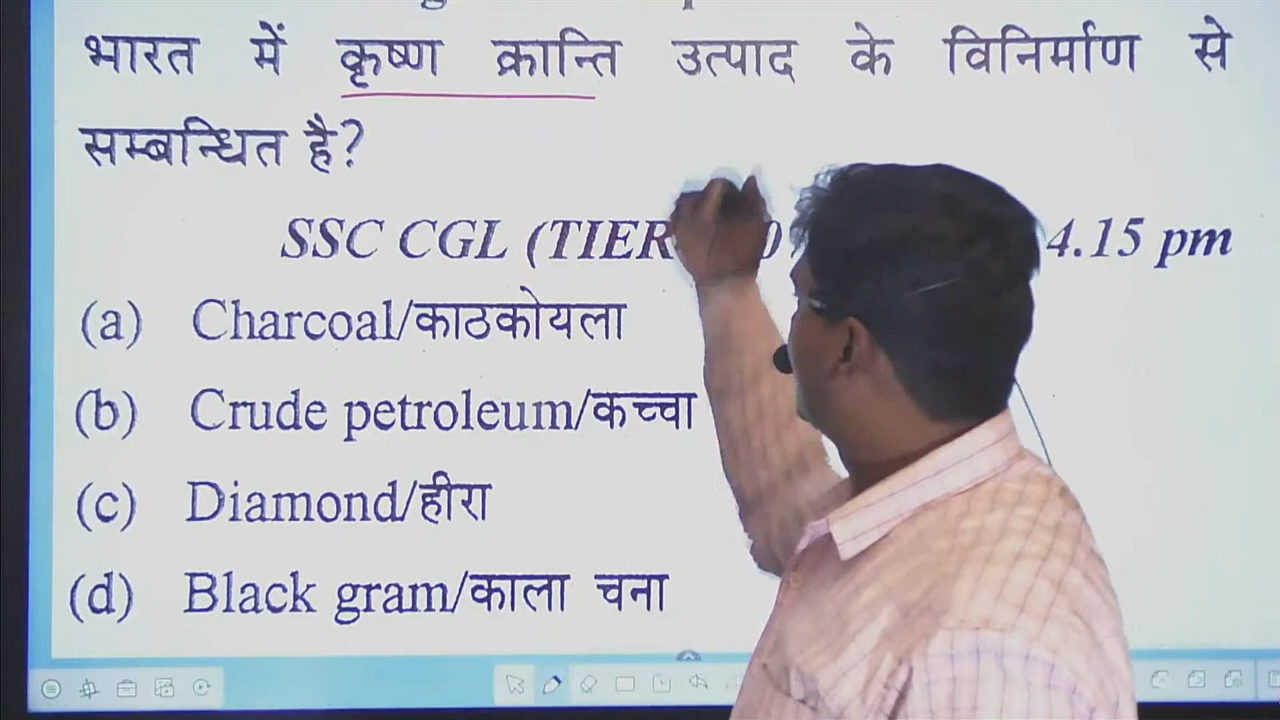 भारत में कृष्ण क्रान्ति उत्पाद के विनिर्माण से
सम्बन्धित है?
SSC CGL (TIER 4.15 pm
(a) Charcoal/काठकोयला
(b) Crude petroleum/कच्चा
(c) Diamond/हीरा
(d) Black gram/काला चना